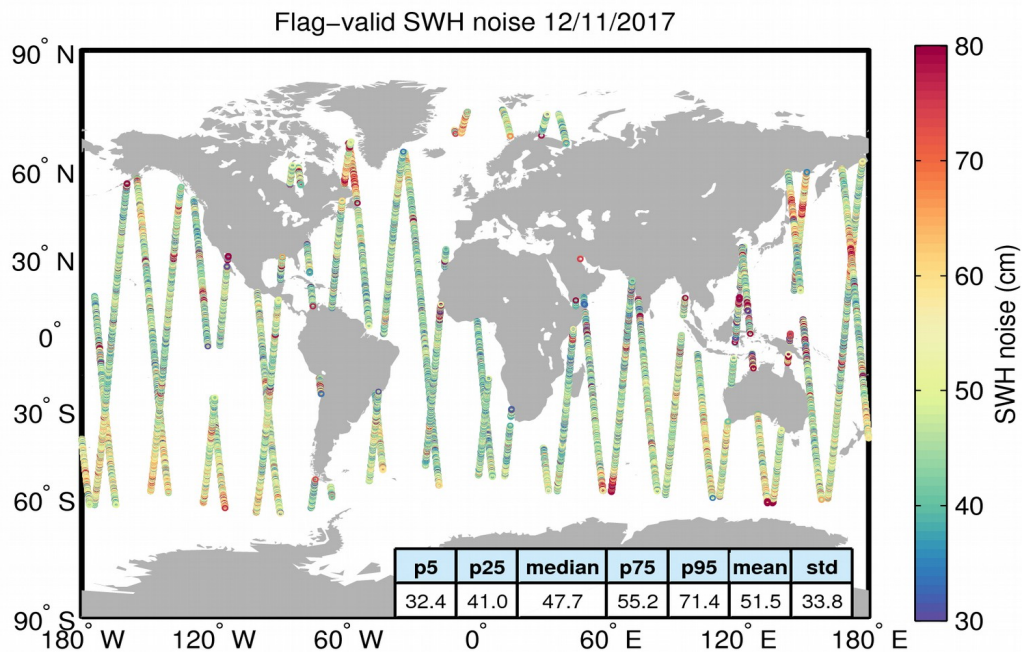 Flag−valid SWH noise 12/11/2017
90° N
60° N
30° N
0°
30° S
60° S
90° S
180° W 120° W 60° W 0° 60° E 120° E 180° E
p5 p25 median p75 p95 mean std
32.4 41.0 47.7 55.2 71.4 51.5 33.8
80
70
60
50
40
30
SWH noise (cm)